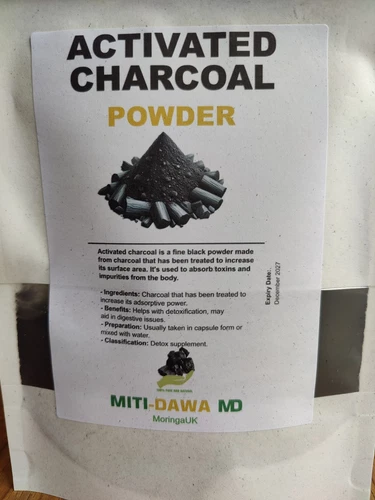 ACTIVATED
CHARCOAL
POWDER
Activated charcoal is a fine black powder made
from charcoal that has been treated to increase
its surface area. It's used to absorb toxins and
impurities from the body.
- Ingredients: Charcoal that has been treated to
increase its adsorptive power.
- Benefits: Helps with detoxification, may
aid in digestive issues.
- Preparation: Usually taken in capsule form or
mixed with water.
- Classification: Detox supplement.
Expiry Date:.
December 2027
MITI-DAWA MD
MoringaUK